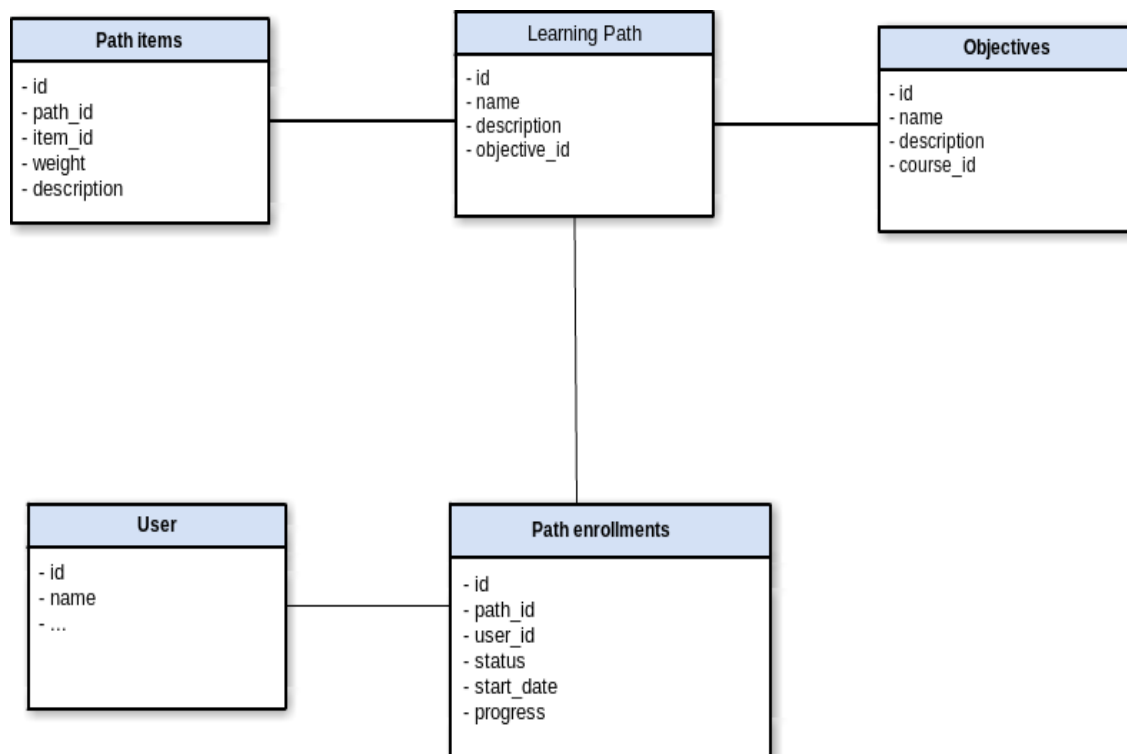 Path items
- id
- path_id
- item_id
- weight
- description
Learning Path
- id
- name
- description
- objective_id
Objectives
- id
- name
- description
- course_id
User
- id
- name
- ...
Path enrollments
- id
- path_id
- user_id
- status
- start_date
- progress